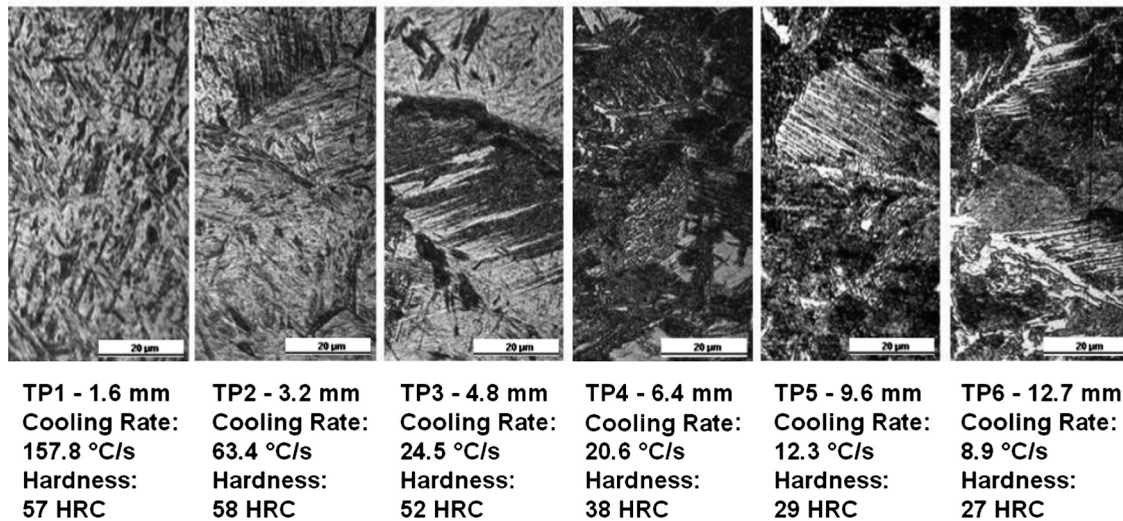 20 µm
20 µm
20 µm
20 µm
20 µm
20 µm
TP1 - 1.6 mm
Cooling Rate:
157.8 °C/s
Hardness:
57 HRC
TP2 - 3.2 mm
Cooling Rate:
63.4 °C/s
Hardness:
58 HRC
TP3 - 4.8 mm
Cooling Rate:
24.5 °C/s
Hardness:
52 HRC
TP4 - 6.4 mm
Cooling Rate:
20.6 °C/s
Hardness:
38 HRC
TP5 - 9.6 mm
Cooling Rate:
12.3 °C/s
Hardness:
29 HRC
TP6 - 12.7 mm
Cooling Rate:
8.9 °C/s
Hardness:
27 HRC